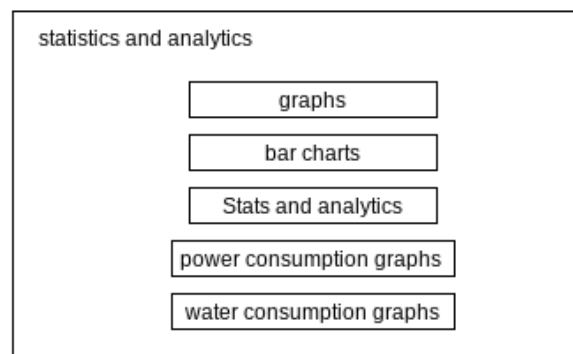 statistics and analytics
graphs
bar charts
Stats and analytics
power consumption graphs
water consumption graphs